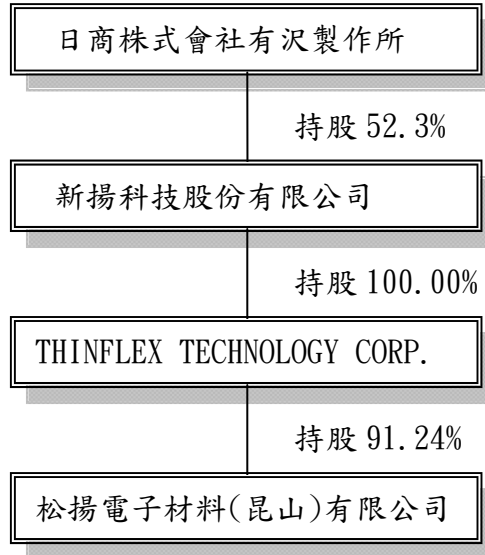 日商株式會社有沢製作所
持股 52.3%
新揚科技股份有限公司
持股 100.00%
THINFLEX TECHNOLOGY CORP.
持股 91.24%
松揚電子材料(昆山)有限公司